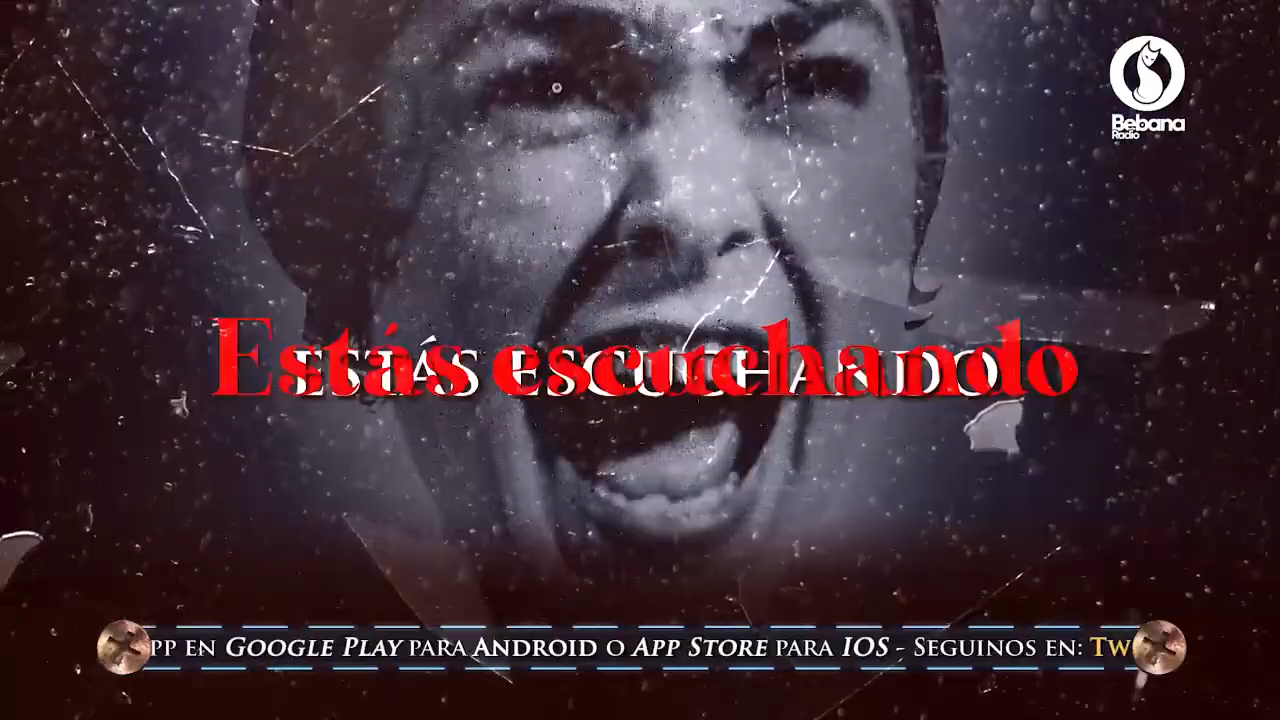 Bebana
Radio
Estás escuchando
ESTÁS ESCUCHANDO
PP EN GOOGLE PLAY PARA ANDROID O APP STORE PARA IOS - SEGUINOS EN: TW